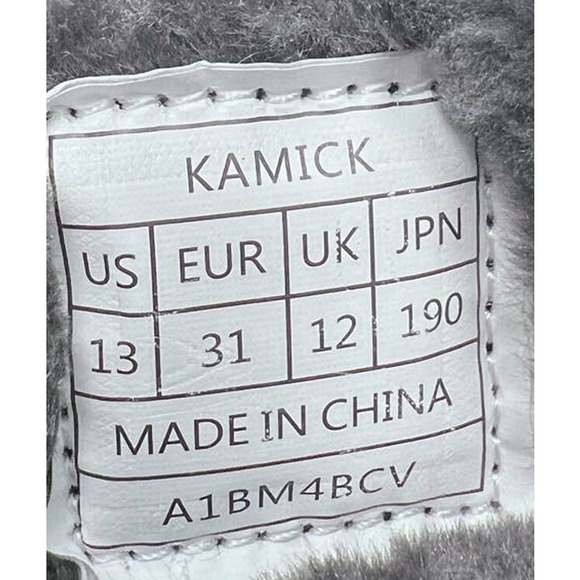 KAMICK
US EUR UK JPN
13 31 12 190
MADE IN CHINA
A1BM4BCV